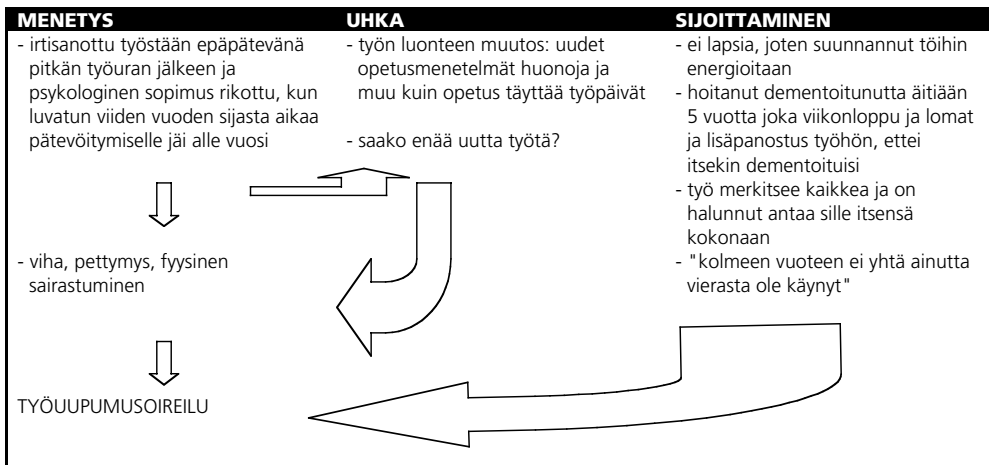 MENETYS
- irtisanottu työstään epäpätevänä
pitkän työuran jälkeen ja
psykologinen sopimus rikottu, kun
luvatun viiden vuoden sijasta aikaa
pätevöitymiselle jäi alle vuosi
- viha, pettymys, fyysinen
sairastuminen
TYÖUUPUMUSOIREILU
UHKA
- työn luonteen muutos: uudet
opetusmenetelmät huonoja ja
muu kuin opetus täyttää työpäivät
- saako enää uutta työtä?
SIJOITTAMINEN
- ei lapsia, joten suunnannut töihin
energioitaan
- hoitanut dementoitunutta äitiään
5 vuotta joka viikonloppu ja lomat
ja lisäpanostus työhön, ettei
itsekin dementoituisi
- työ merkitsee kaikkea ja on
halunnut antaa sille itsensä
kokonaan
- "kolmeen vuoteen ei yhtä ainutta
vierasta ole käynyt"